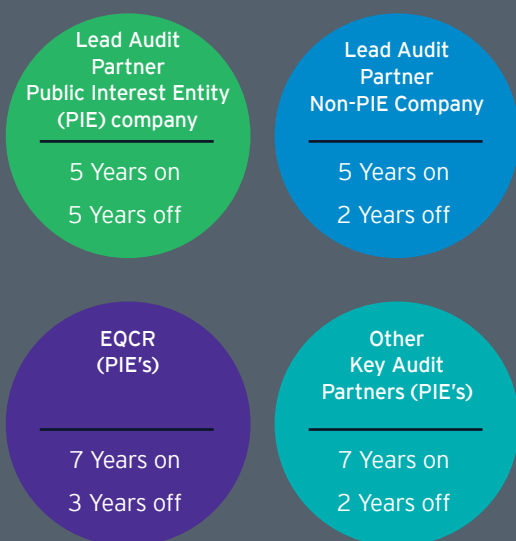 Lead Audit
Partner
Public Interest Entity
(PIE) company
5 Years on
5 Years off
Lead Audit
Partner
Non-PIE Company
5 Years on
2 Years off
EQCR
(PIE's)
7 Years on
3 Years off
Other
Key Audit
Partners (PIE's)
7 Years on
2 Years off